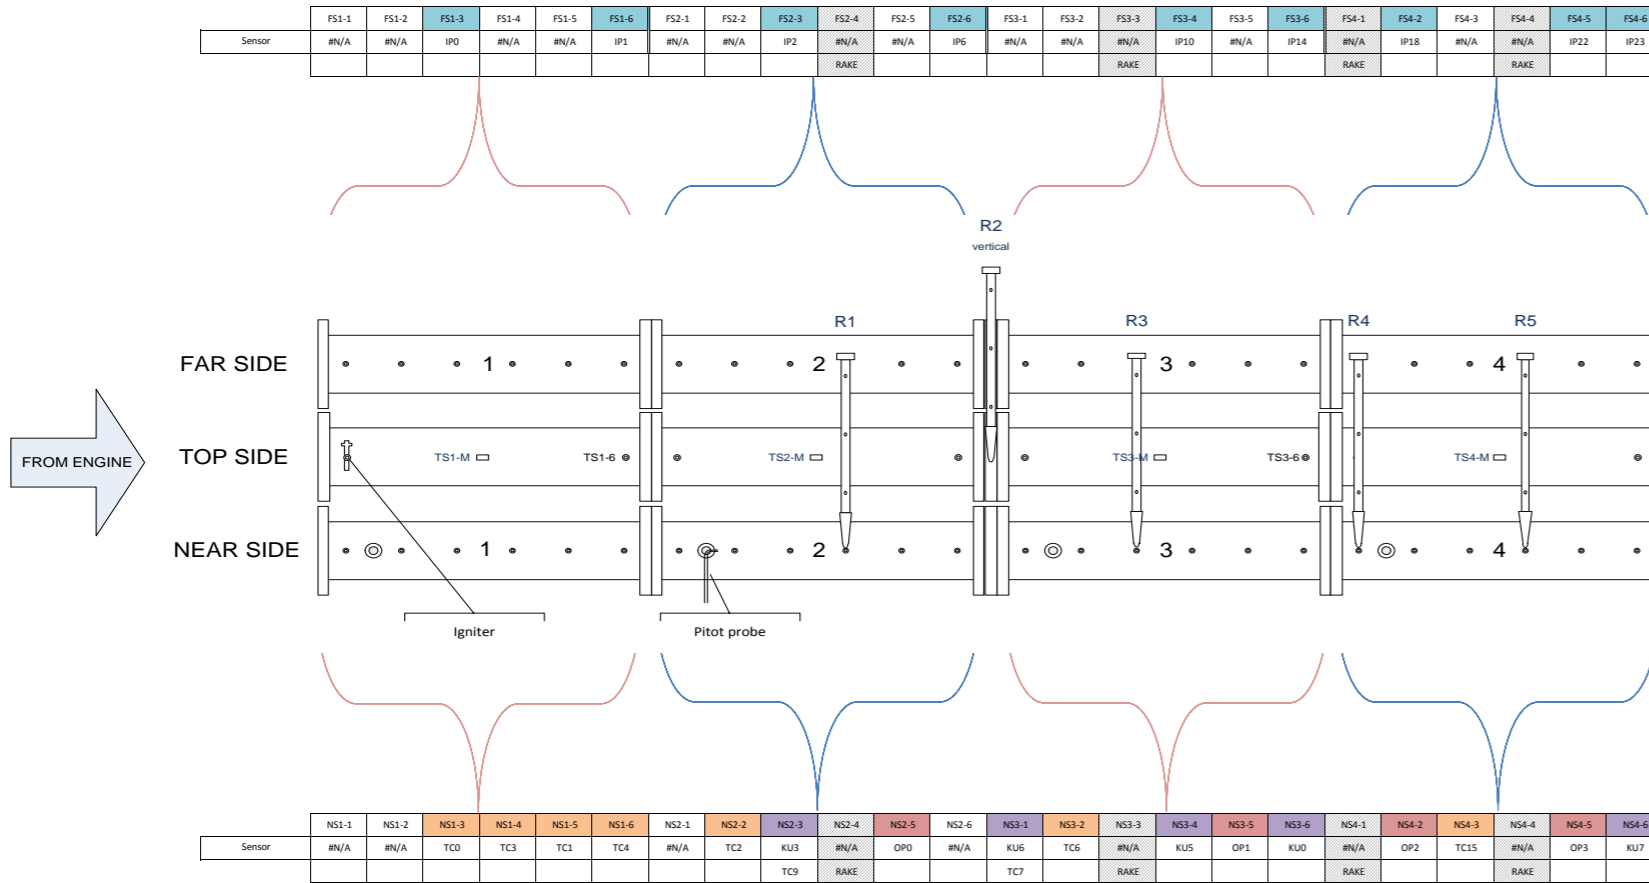 FS1-1 FS1-2 FS1-3 FS1-4 FS1-5 FS1-6 FS2-1 FS2-2 FS2-3 FS2-4 FS2-5 FS2-6 FS3-1 FS3-2 FS3-3 FS3-4 FS3-5 FS3-6 FS4-1 FS4-2 FS4-3 FS4-4 FS4-5 FS4-6
Sensor #N/A #N/A IP0 #N/A #N/A IP1 #N/A #N/A IP2 #N/A #N/A IP6 #N/A #N/A #N/A IP10 #N/A IP14 #N/A IP18 #N/A #N/A IP22 IP23
RAKE RAKE RAKE RAKE
R2
vertical
R1 R3 R4 R5
FAR SIDE 1 2 3 4
FROM ENGINE
TOP SIDE TS1-M TS1-6 TS2-M TS3-M TS3-6 TS4-M
NEAR SIDE 1 2 3 4
Igniter Pitot probe
NS1-1 NS1-2 NS1-3 NS1-4 NS1-5 NS1-6 NS2-1 NS2-2 NS2-3 NS2-4 NS2-5 NS2-6 NS3-1 NS3-2 NS3-3 NS3-4 NS3-5 NS3-6 NS4-1 NS4-2 NS4-3 NS4-4 NS4-5 NS4-6
Sensor #N/A #N/A TC0 TC3 TC1 TC4 #N/A TC2 KU3 #N/A OP0 #N/A KU6 TC6 #N/A KU5 OP1 KU0 #N/A OP2 TC15 #N/A OP3 KU7
TC9 RAKE TC7 RAKE RAKE RAKE